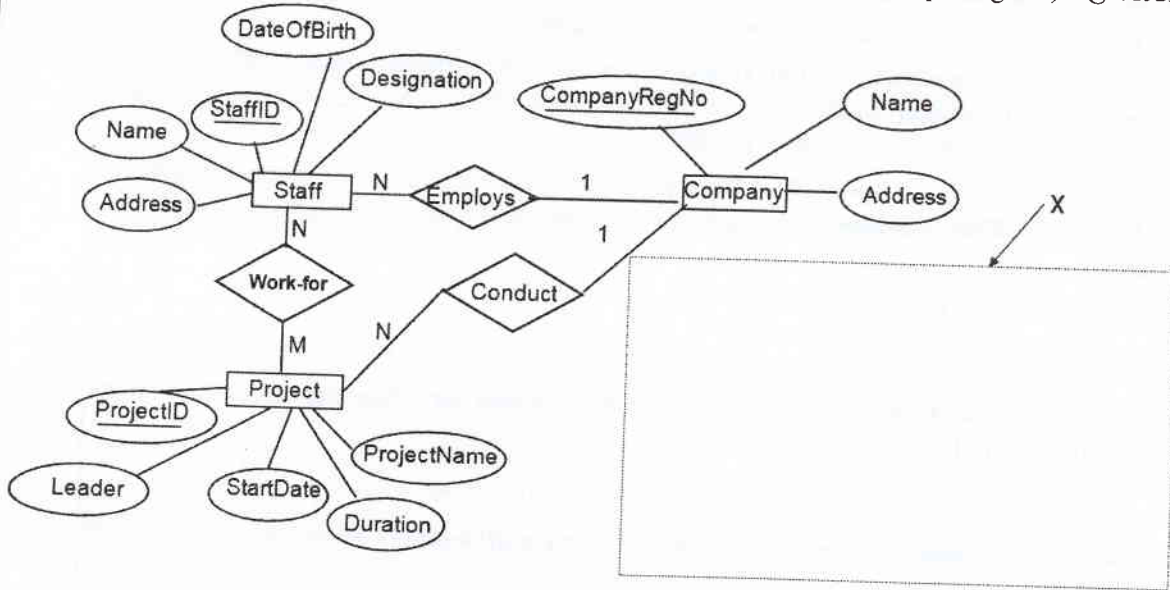 DateOfBirth
Designation
StaffID
Name
Address
Staff
N
Employs
1
CompanyRegNo
Name
Company
Address
X
N
Work-for
M
1
Conduct
N
Project
ProjectID
Leader
StartDate
ProjectName
Duration